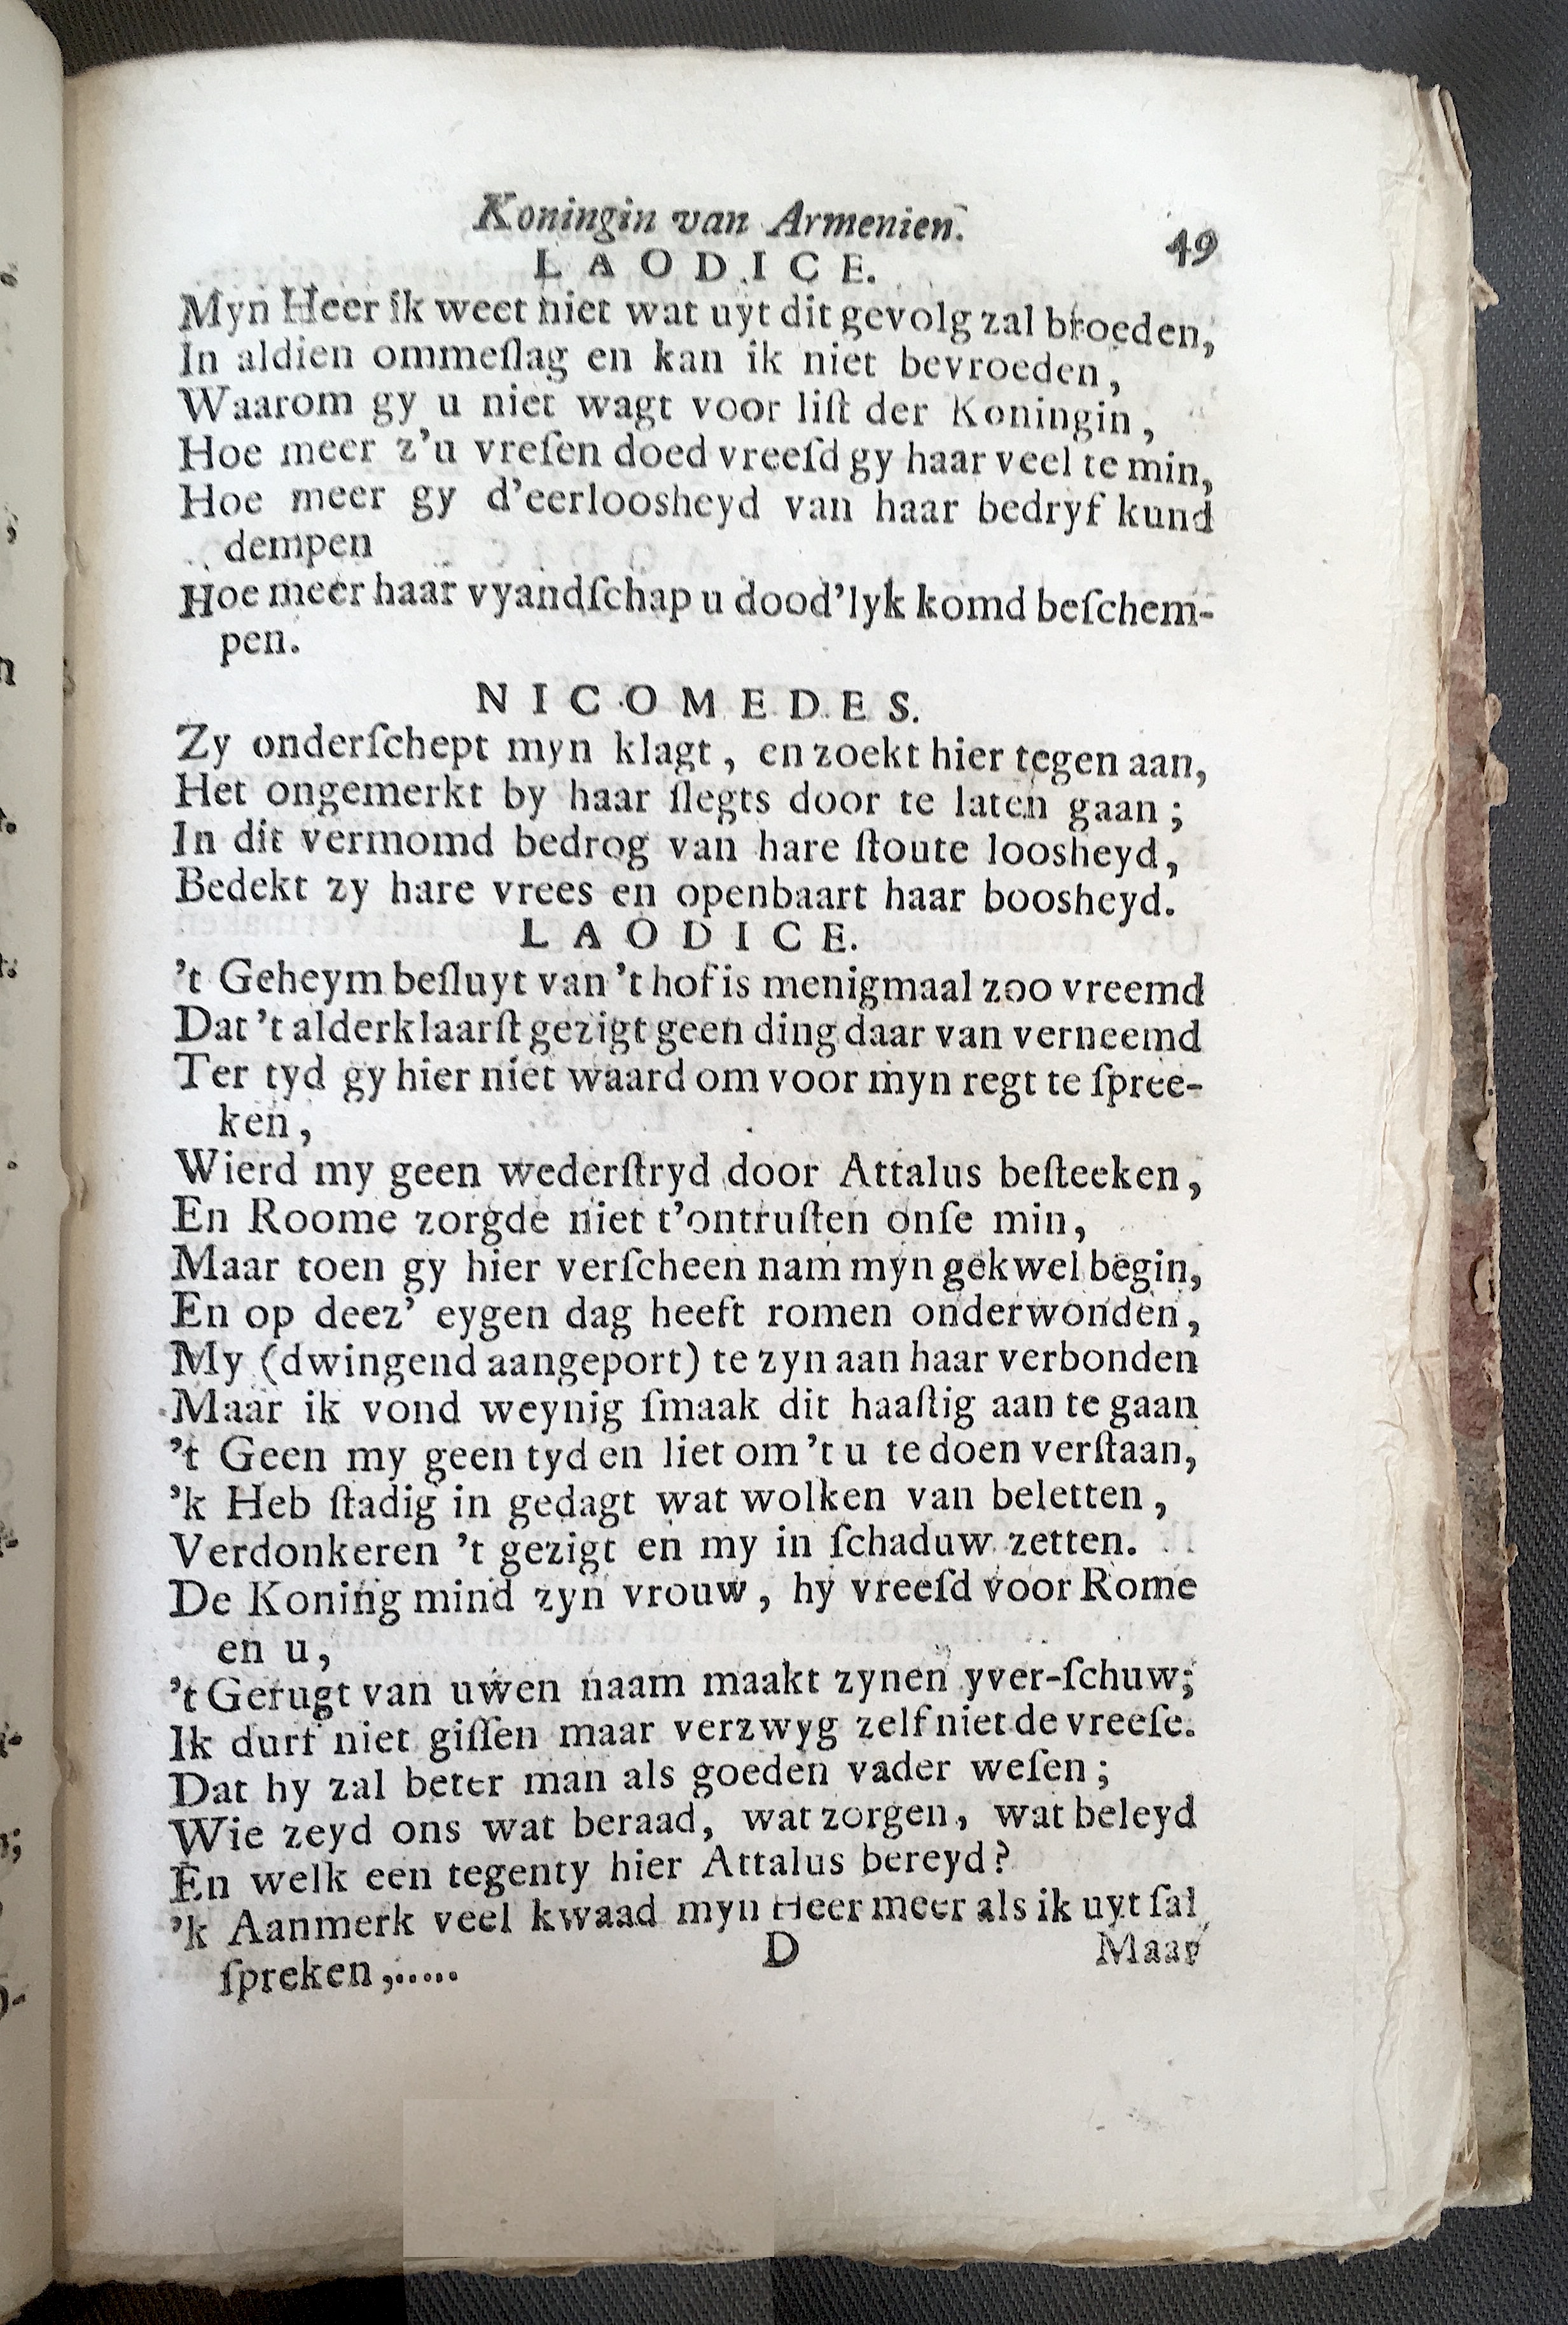 Koningin van Armenien. 49
LAODICE.
Myn Heer ik weet niet wat uyt dit gevolg zal broeden,
In aldien ommeſlag en kan ik niet bevroeden,
Waarom gy u niet wagt voor liſt der Koningin,
Hoe meer z'u vreſen doed vreeſd gy haar veel te min,
Hoe meer gy d'eerloosheyd van haar bedryf kund
dempen
Hoe meer haar vyandſchap u dood'lyk komd beſchem-
pen.
NICOMEDES.
Zy onderſchept myn klagt, en zoekt hier tegen aan,
Het ongemerkt by haar ſlegts door te laten gaan;
In dit vermomd bedrog van hare ſtoute loosheyd,
Bedekt zy hare vrees en openbaart haar boosheyd.
LAODICE.
't Geheym beſluyt van 't hof is menigmaal zoo vreemd
Dat 't alderklaarſt gezigt geen ding daar van verneemd
Ter tyd gy hier niet waard om voor myn regt te ſpree-
ken,
Wierd my geen wederſtryd door Attalus beſteeken,
En Roome zorgde niet t'ontruſten onſe min,
Maar toen gy hier verſcheen nam myn gekwel begin,
En op deez' eygen dag heeft romen onderwonden,
My (dwingend aangeport) te zyn aan haar verbonden
Maar ik vond weynig ſmaak dit haaſtig aan te gaan
't Geen my geen tyd en liet om 't u te doen verſtaan,
'k Heb ſtadig in gedagt wat wolken van beletten,
Verdonkeren 't gezigt en my in ſchaduw zetten.
De Koning mind zyn vrouw, hy vreeſd voor Rome
en u,
't Gerugt van uwen naam maakt zynen yver-ſchuw;
Ik durf niet giſſen maar verzwyg zelf niet de vreeſe.
Dat hy zal beter man als goeden vader weſen;
Wie zeyd ons wat beraad, wat zorgen, wat beleyd
En welk een tegenty hier Attalus bereyd?
'k Aanmerk veel kwaad myn Heer meer als ik uyt ſal
ſpreken,.....
D Maar